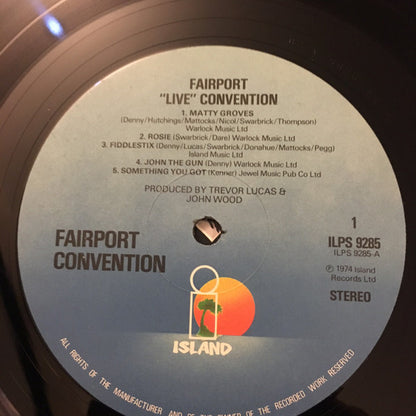 FAIRPORT
"LIVE" CONVENTION
1. MATTY GROVES
(Denny/Hutchings/Mattocks/Nicol/Swarbrick/Thompson)
Warlock Music Ltd
2. ROSIE (Swarbrick/Dare) Warlock Music Ltd
3. FIDDLESTIX (Denny/Lucas/Swarbrick/Donahue/Mattocks/Pegg)
Island Music Ltd
4. JOHN THE GUN (Denny) Warlock Music Ltd
5. SOMETHING YOU GOT (Kenner) Jewel Music Pub Co Ltd
PRODUCED BY TREVOR LUCAS &
JOHN WOOD
FAIRPORT
CONVENTION
1
ILPS 9285
ILPS 9285-A
℗ 1974 Island
Records Ltd
STEREO
i
ISLAND
ALL RIGHTS OF THE MANUFACTURER AND OF THE OWNER OF THE RECORDED WORK RESERVED